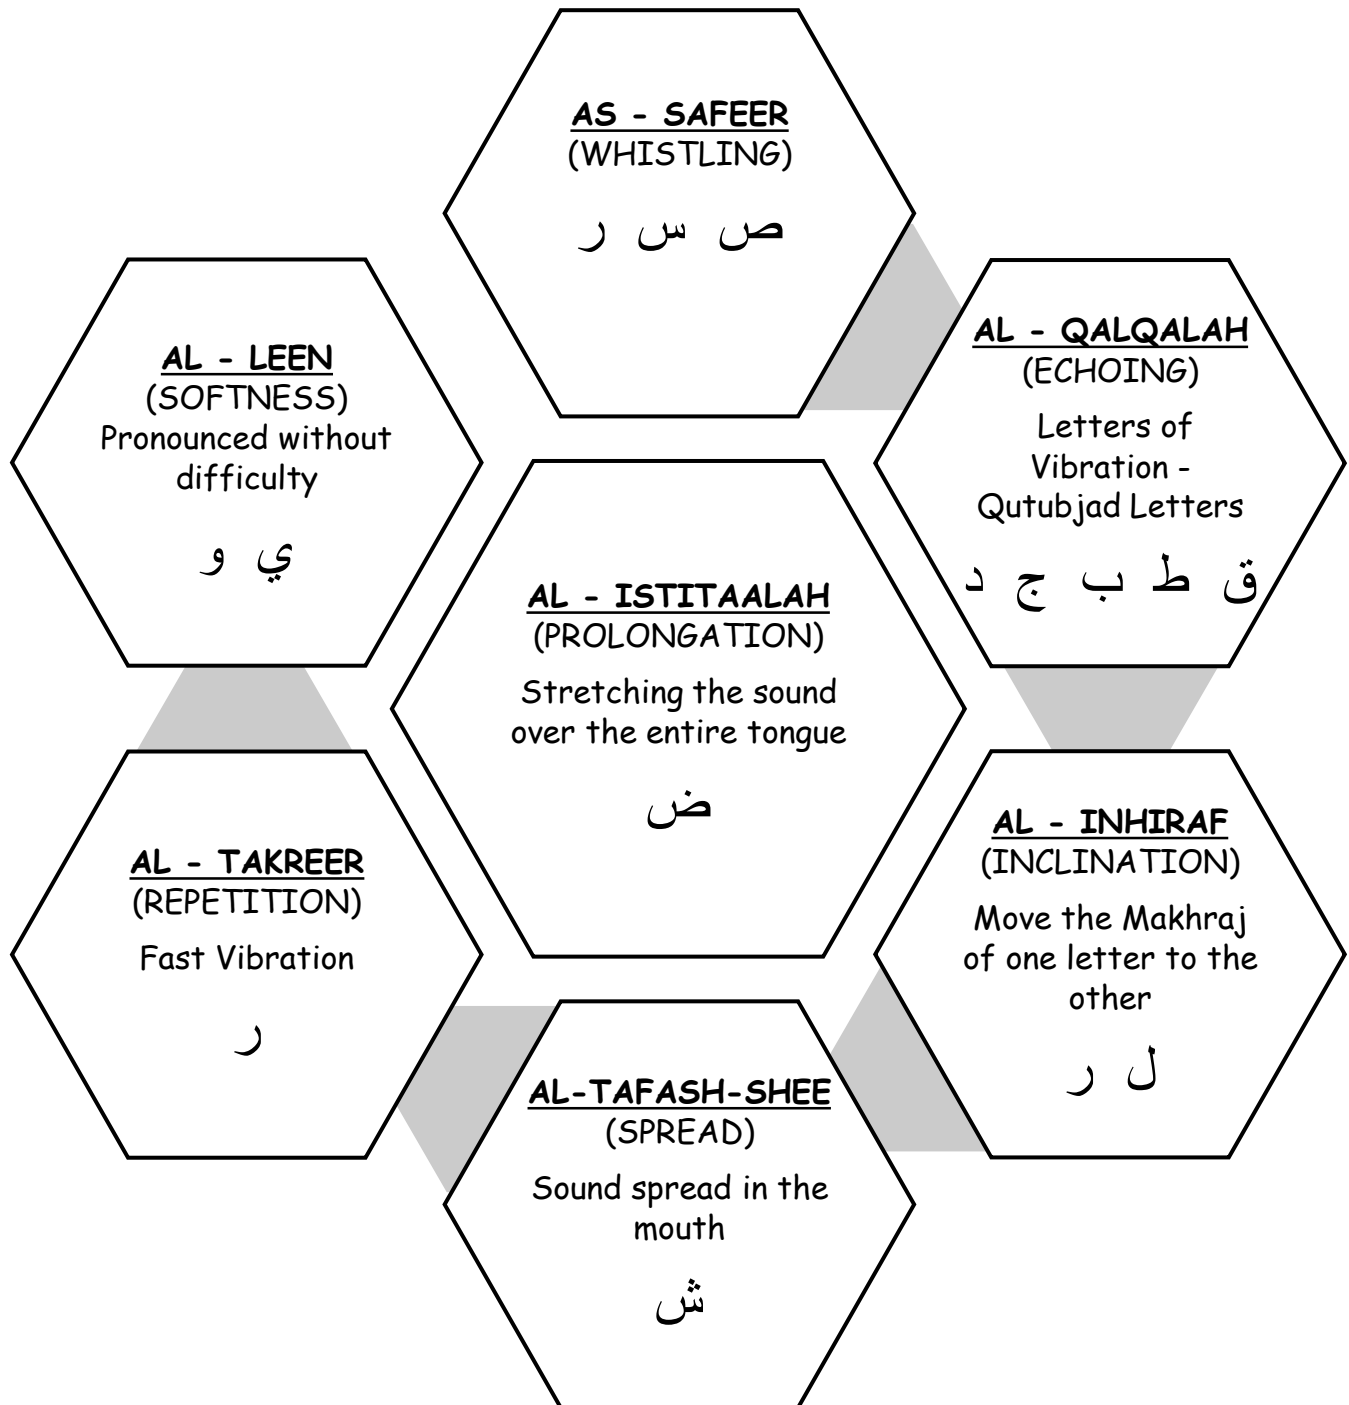 AS - SAFEER
(WHISTLING)
ص س ر
AL - QALQALAH
(ECHOING)
Letters of
Vibration -
Qutubjad Letters
ق ط ب ج د
AL - LEEN
(SOFTNESS)
Pronounced without
difficulty
ي و
AL - ISTITAALAH
(PROLONGATION)
Stretching the sound
over the entire tongue
ض
AL - INHIRAF
(INCLINATION)
Move the Makhraj
of one letter to the
other
ل ر
AL - TAKREER
(REPETITION)
Fast Vibration
ر
AL-TAFASH-SHEE
(SPREAD)
Sound spread in the
mouth
ش